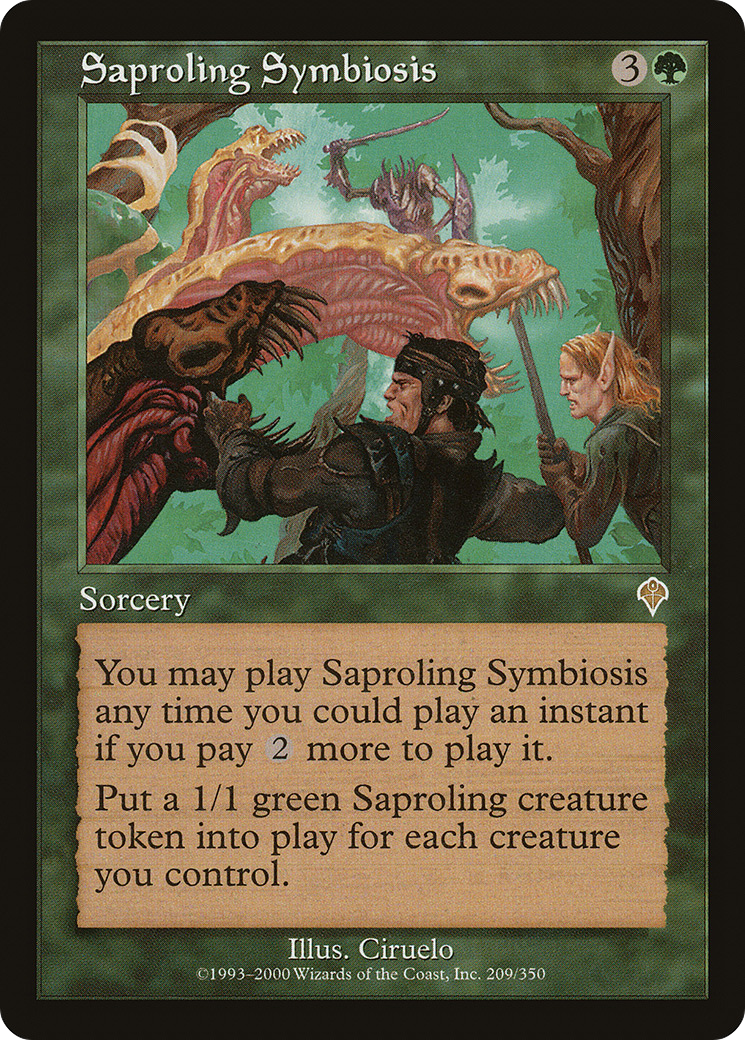 Saproling Symbiosis 3
Sorcery
You may play Saproling Symbiosis
any time you could play an instant
if you pay 2 more to play it.
Put a 1/1 green Saproling creature
token into play for each creature
you control.
Illus. Ciruelo
©1993–2000 Wizards of the Coast, Inc. 209/350